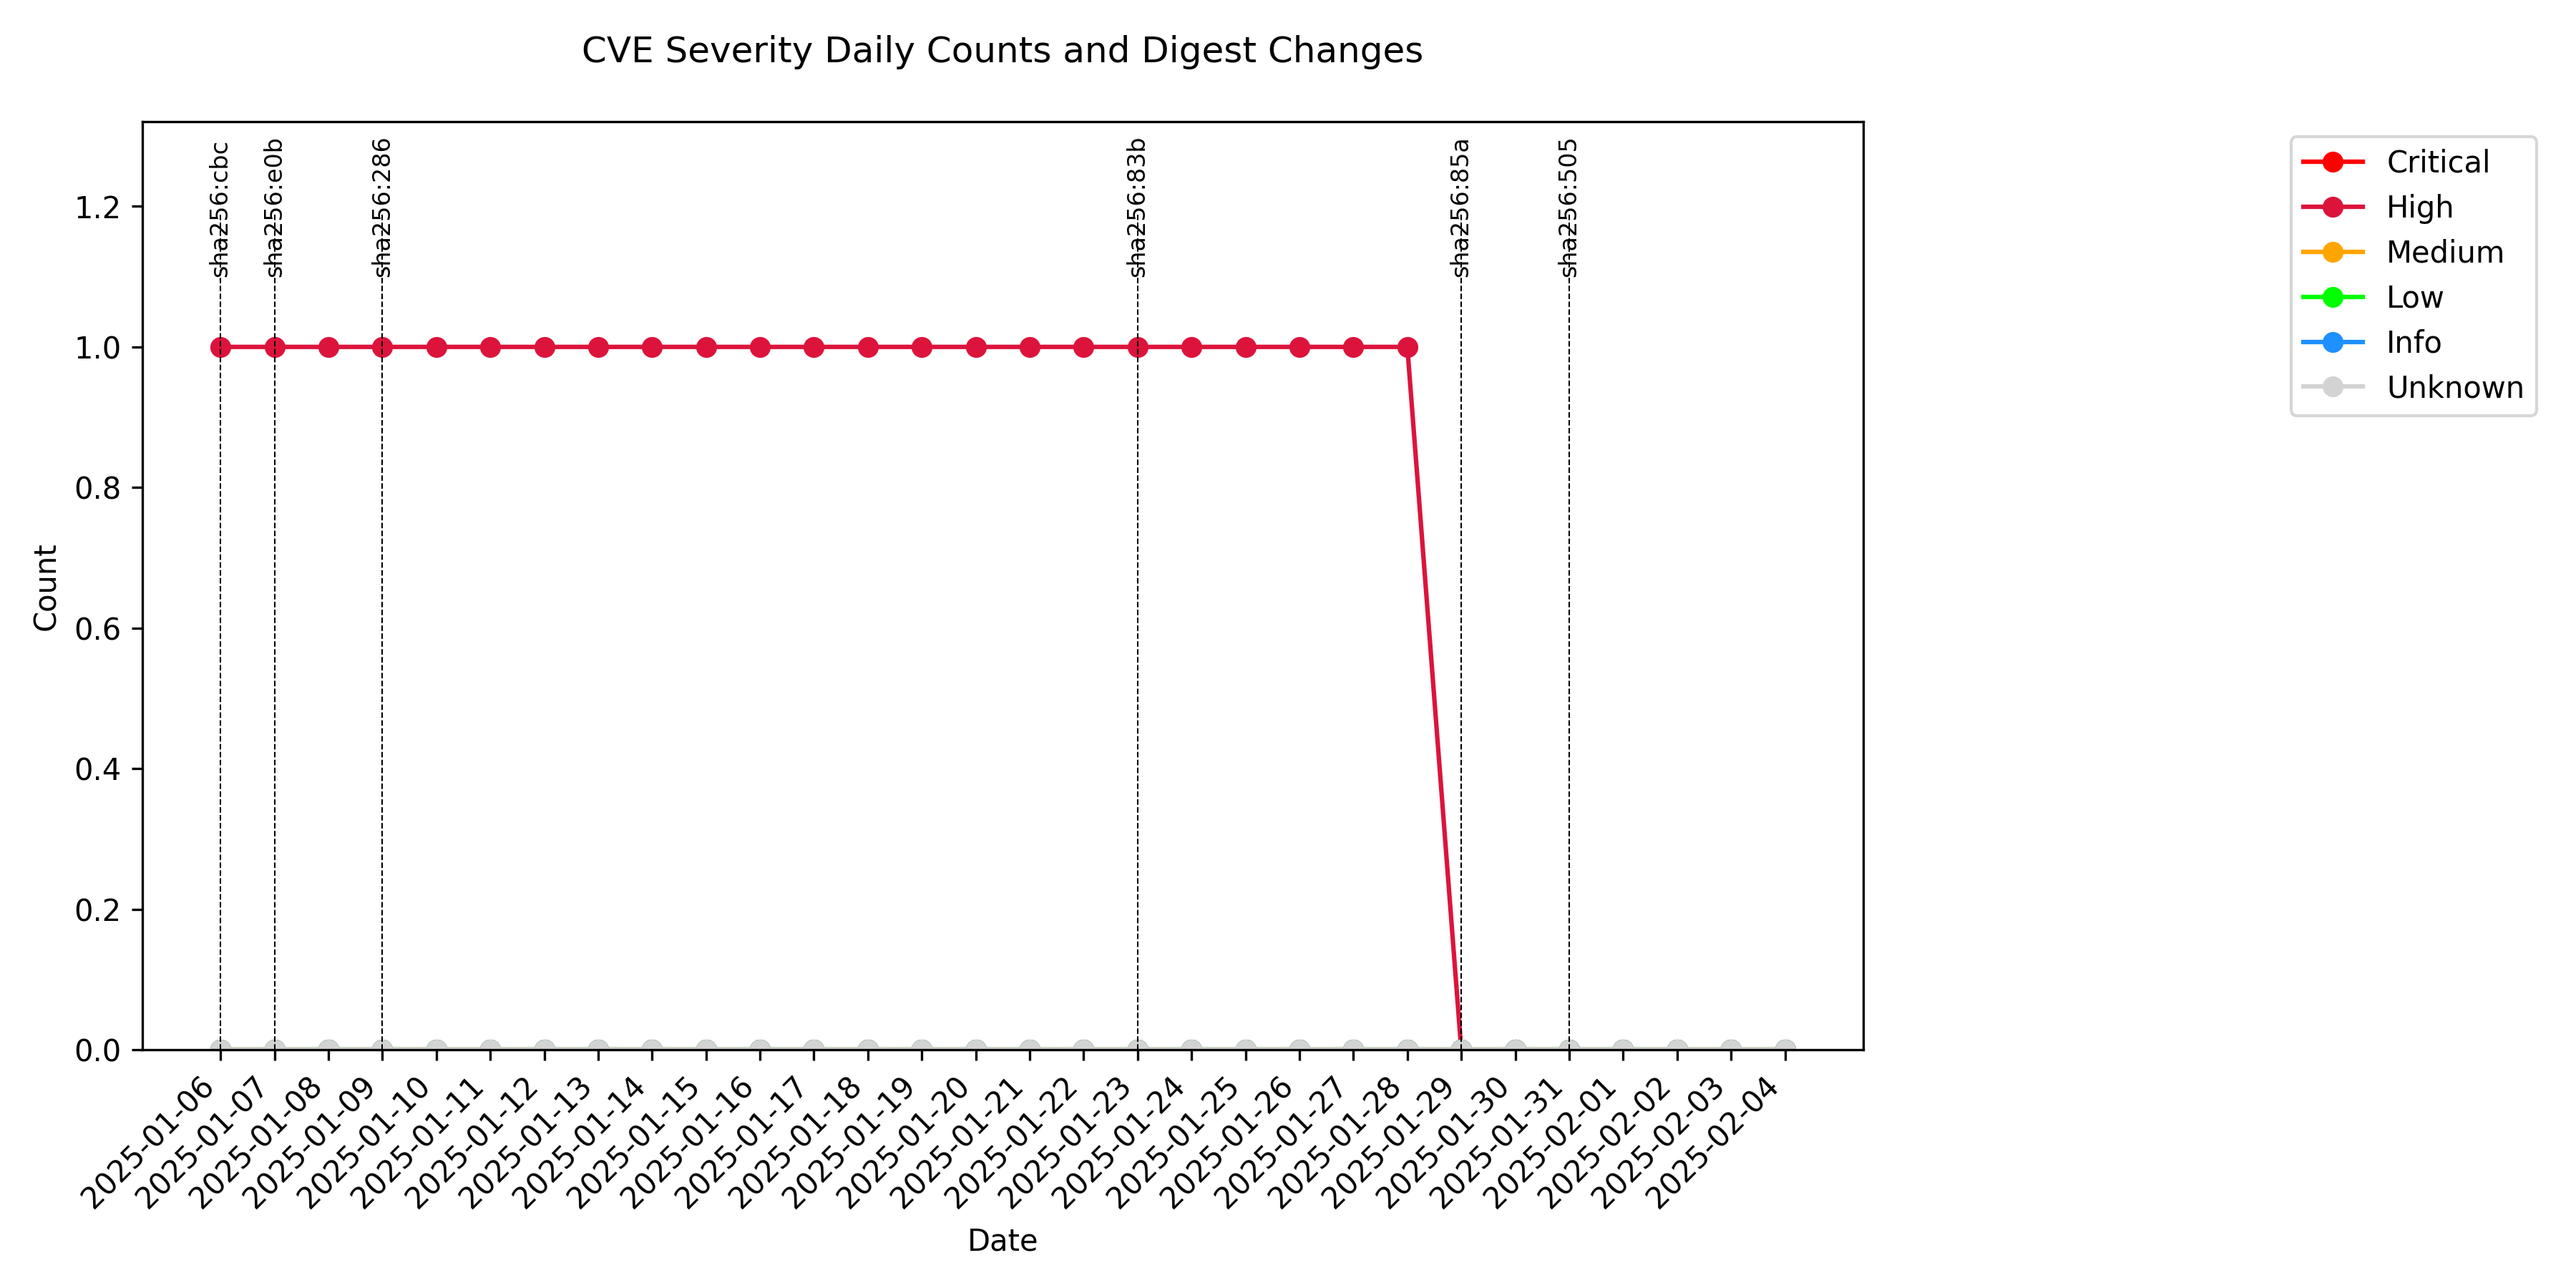 CVE Severity Daily Counts and Digest Changes
sha256:cbc
sha256:e0b
sha256:286
sha256:83b
sha256:85a
sha256:505
Critical
High
Medium
Low
Info
Unknown
1.2
1.0
0.8
0.6
0.4
0.2
0.0
Count
2025-01-06
2025-01-07
2025-01-08
2025-01-09
2025-01-10
2025-01-11
2025-01-12
2025-01-13
2025-01-14
2025-01-15
2025-01-16
2025-01-17
2025-01-18
2025-01-19
2025-01-20
2025-01-21
2025-01-22
2025-01-23
2025-01-24
2025-01-25
2025-01-26
2025-01-27
2025-01-28
2025-01-29
2025-01-30
2025-01-31
2025-02-01
2025-02-02
2025-02-03
2025-02-04
Date